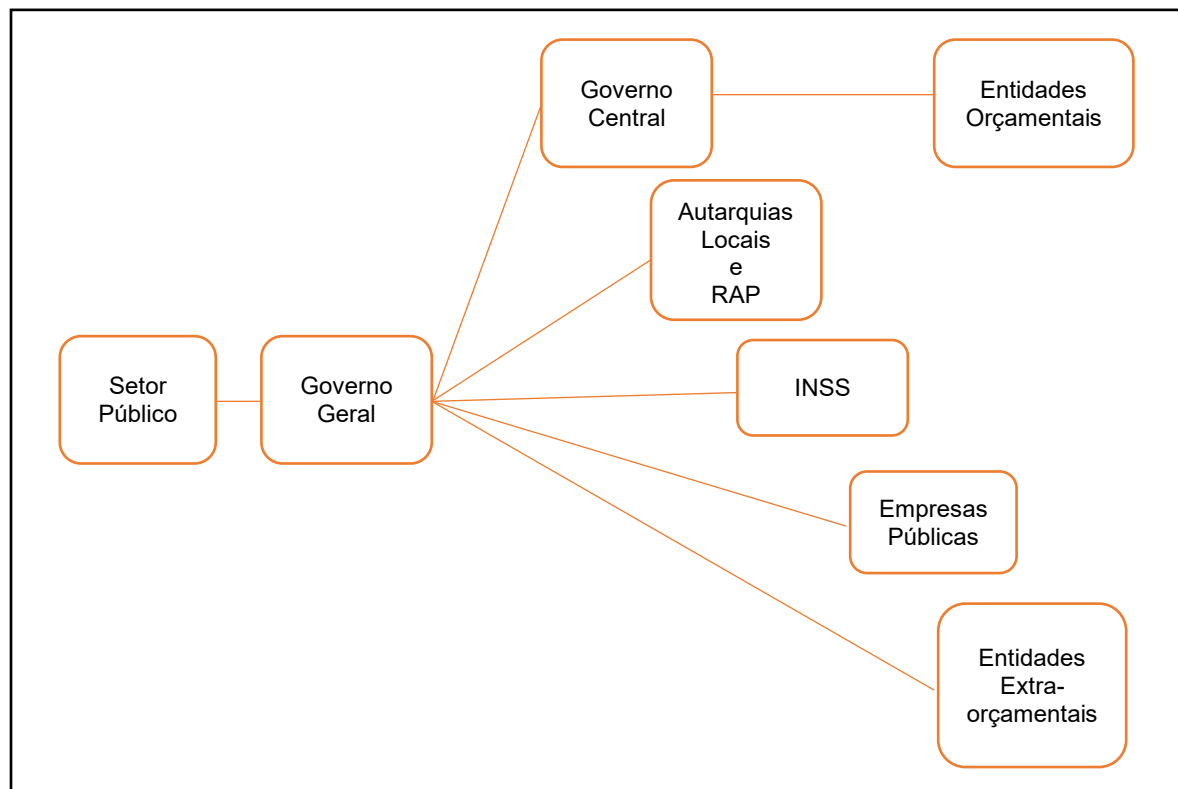 Governo
Central
Entidades
Orçamentais
Autarquias
Locais
e
RAP
Setor
Público
Governo
Geral
INSS
Empresas
Públicas
Entidades
Extra-
orçamentais